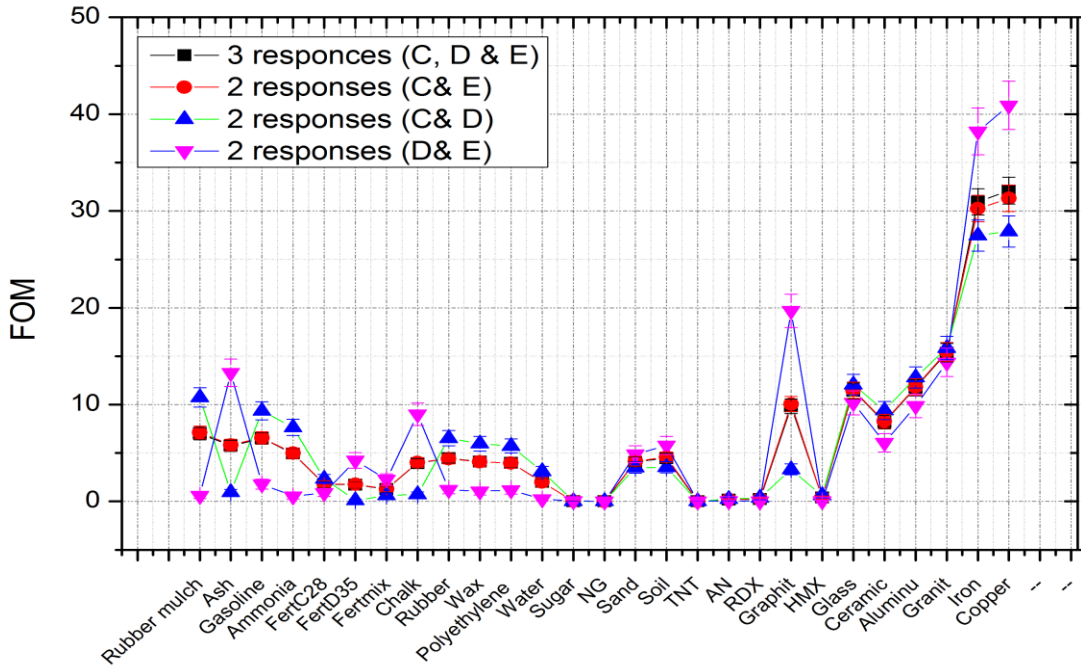 50
40
30
20
10
0
FOM
3 responces (C, D & E)
2 responses (C& E)
2 responses (C& D)
2 responses (D& E)
Rubber mulch
Ash
Gasoline
Ammonia
FertC28
FertD35
Fertmix
Chalk
Rubber
Wax
Polyethylene
Water
Sugar
NG
Sand
Soil
TNT
AN
RDX
Graphit
HMX
Glass
Ceramic
Aluminu
Granit
Iron
Copper
--
--